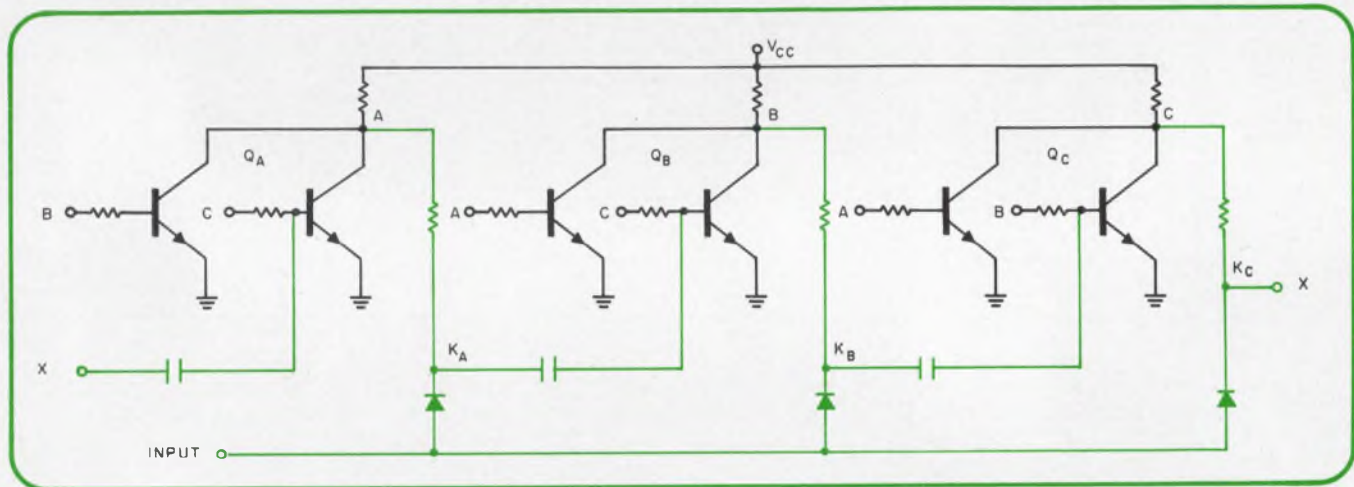 VCC
A B C
QA QB QC
B C A C A B
KC X
X KA KB
INPUT